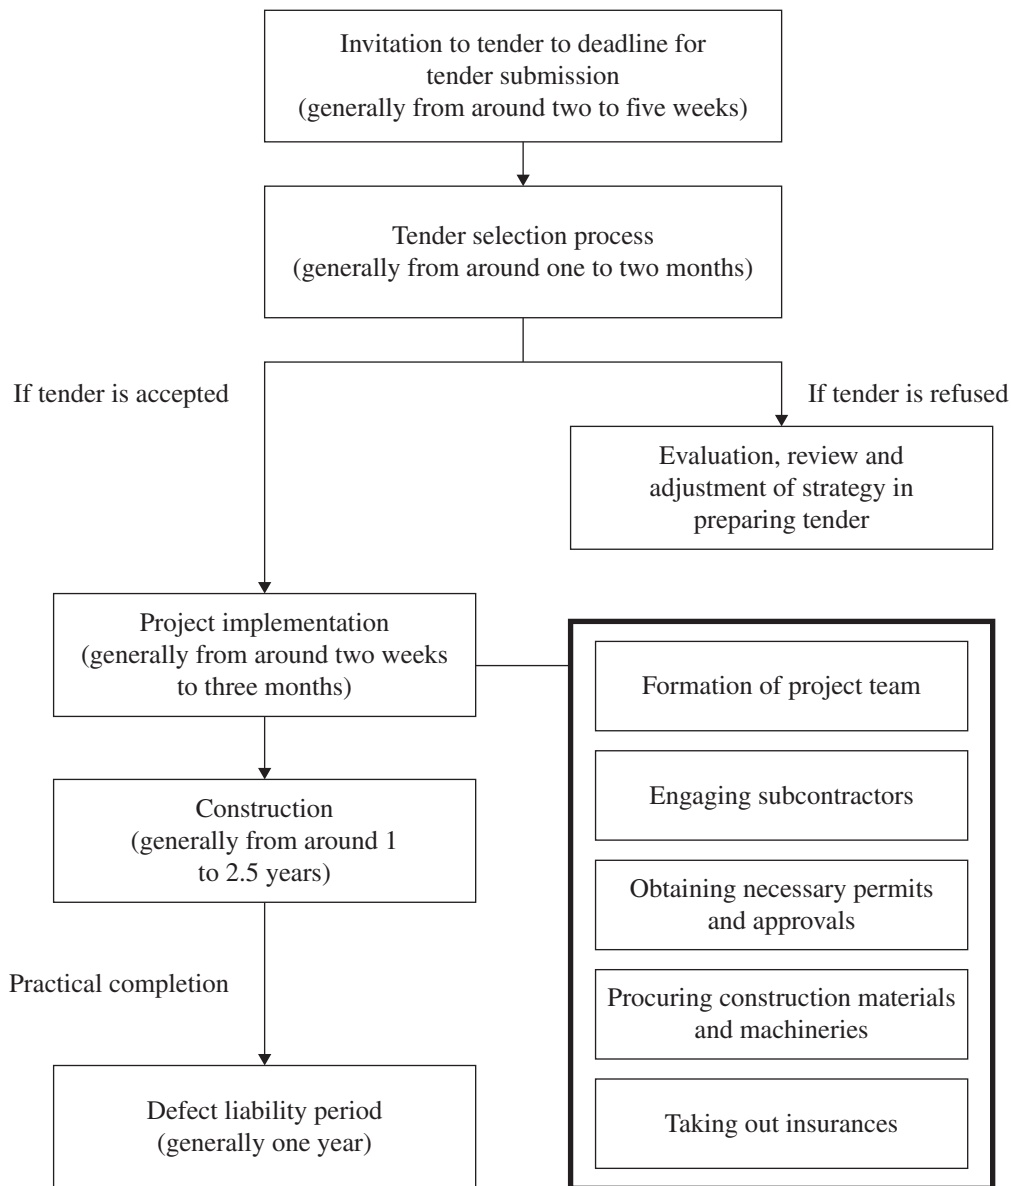 Invitation to tender to deadline for
tender submission
(generally from around two to five weeks)
Tender selection process
(generally from around one to two months)
If tender is accepted
If tender is refused
Evaluation, review and
adjustment of strategy in
preparing tender
Project implementation
(generally from around two weeks
to three months)
Formation of project team
Engaging subcontractors
Construction
(generally from around 1
to 2.5 years)
Obtaining necessary permits
and approvals
Practical completion
Procuring construction materials
and machineries
Defect liability period
(generally one year)
Taking out insurances